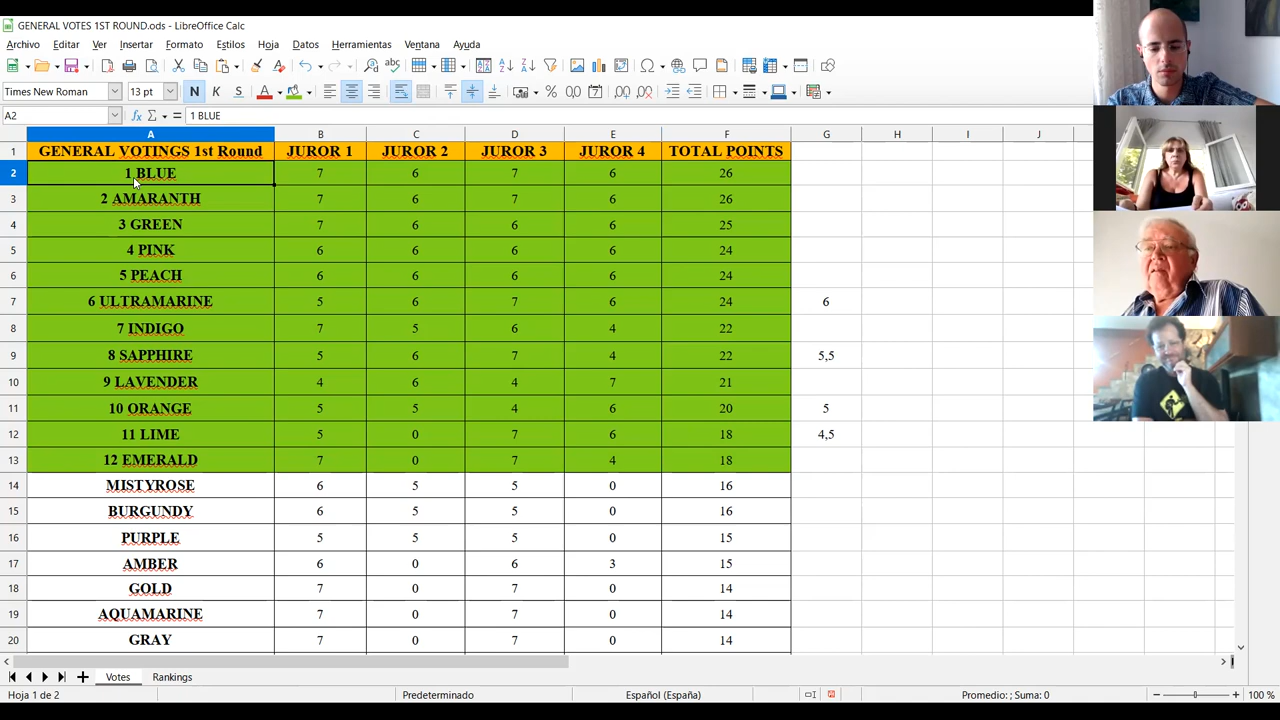 GENERAL VOTES 1ST ROUND.ods - LibreOffice Calc
Archivo Editar Ver Insertar Formato Estilos Hoja Datos Herramientas Ventana Ayuda
Times New Roman 13 pt N K S
A2 1 BLUE
A B C D E F G H I J
1 GENERAL VOTINGS 1st Round JUROR 1 JUROR 2 JUROR 3 JUROR 4 TOTAL POINTS
2 1 BLUE 7 6 7 6 26
3 2 AMARANTH 7 6 7 6 26
4 3 GREEN 7 6 6 6 25
5 4 PINK 6 6 6 6 24
6 5 PEACH 6 6 6 6 24
7 6 ULTRAMARINE 5 6 7 6 24 6
8 7 INDIGO 7 5 6 4 22
9 8 SAPPHIRE 5 6 7 4 22 5,5
10 9 LAVENDER 4 6 4 7 21
11 10 ORANGE 5 5 4 6 20 5
12 11 LIME 5 0 7 6 18 4,5
13 12 EMERALD 7 0 7 4 18
14 MISTYROSE 6 5 5 0 16
15 BURGUNDY 6 5 5 0 16
16 PURPLE 5 5 5 0 15
17 AMBER 6 0 6 3 15
18 GOLD 7 0 7 0 14
19 AQUAMARINE 7 0 7 0 14
20 GRAY 7 0 7 0 14
Votes Rankings
Hoja 1 de 2 Predeterminado Español (España) Promedio: ; Suma: 0 100 %